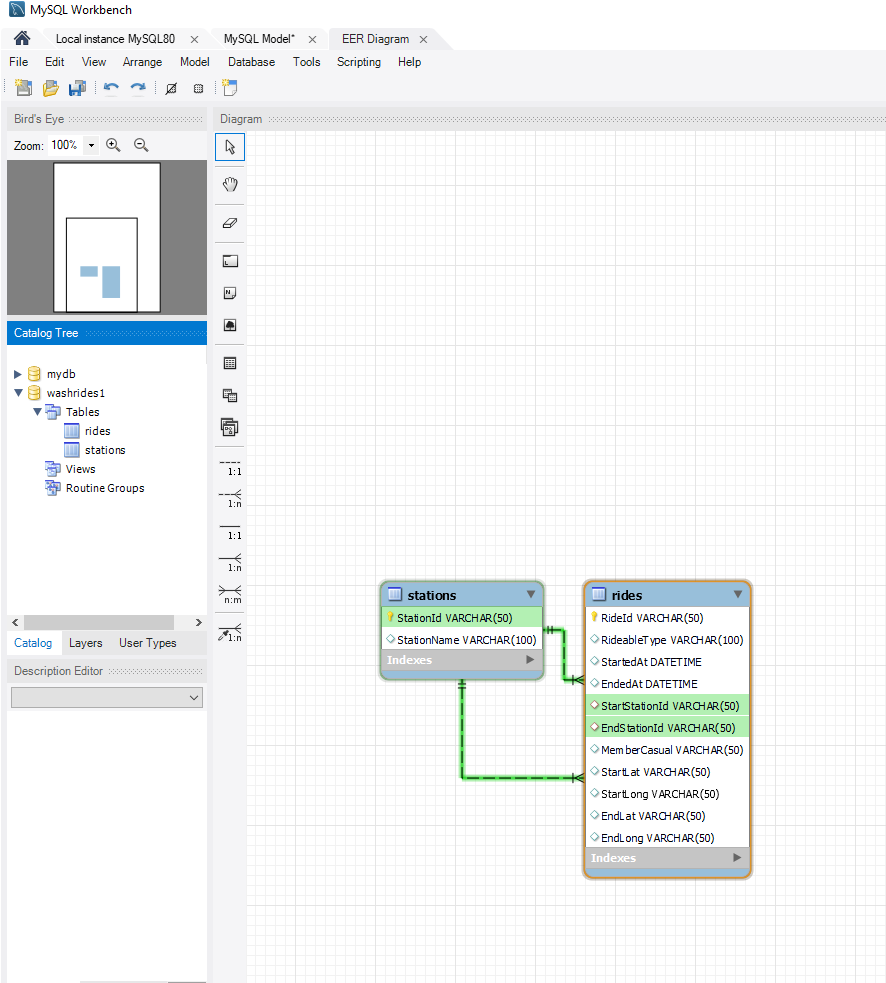 MySQL Workbench
Local instance MySQL80 ×
MySQL Model* ×
EER Diagram ×
File Edit View Arrange Model Database Tools Scripting Help
Bird's Eye
Zoom: 100%
Catalog Tree
mydb
washrides1
Tables
rides
stations
Views
Routine Groups
Catalog Layers User Types
Description Editor
Diagram
L
N
1:1
1:n
1:1
1:n
n:m
1:n
stations
StationId VARCHAR(50)
StationName VARCHAR(100)
Indexes
rides
RideId VARCHAR(50)
RideableType VARCHAR(100)
StartedAt DATETIME
EndedAt DATETIME
StartStationId VARCHAR(50)
EndStationId VARCHAR(50)
MemberCasual VARCHAR(50)
StartLat VARCHAR(50)
StartLong VARCHAR(50)
EndLat VARCHAR(50)
EndLong VARCHAR(50)
Indexes